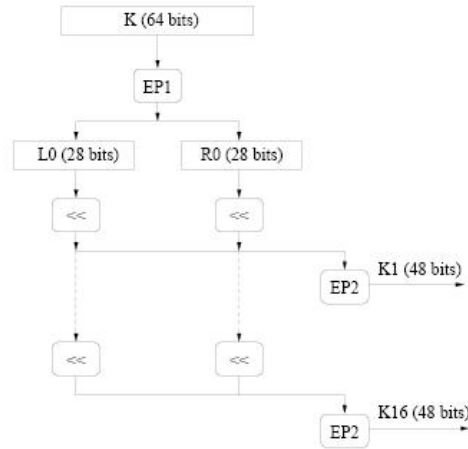 K (64 bits)
EP1
L0 (28 bits)
R0 (28 bits)
<<
<<
K1 (48 bits)
EP2
<<
<<
K16 (48 bits)
EP2